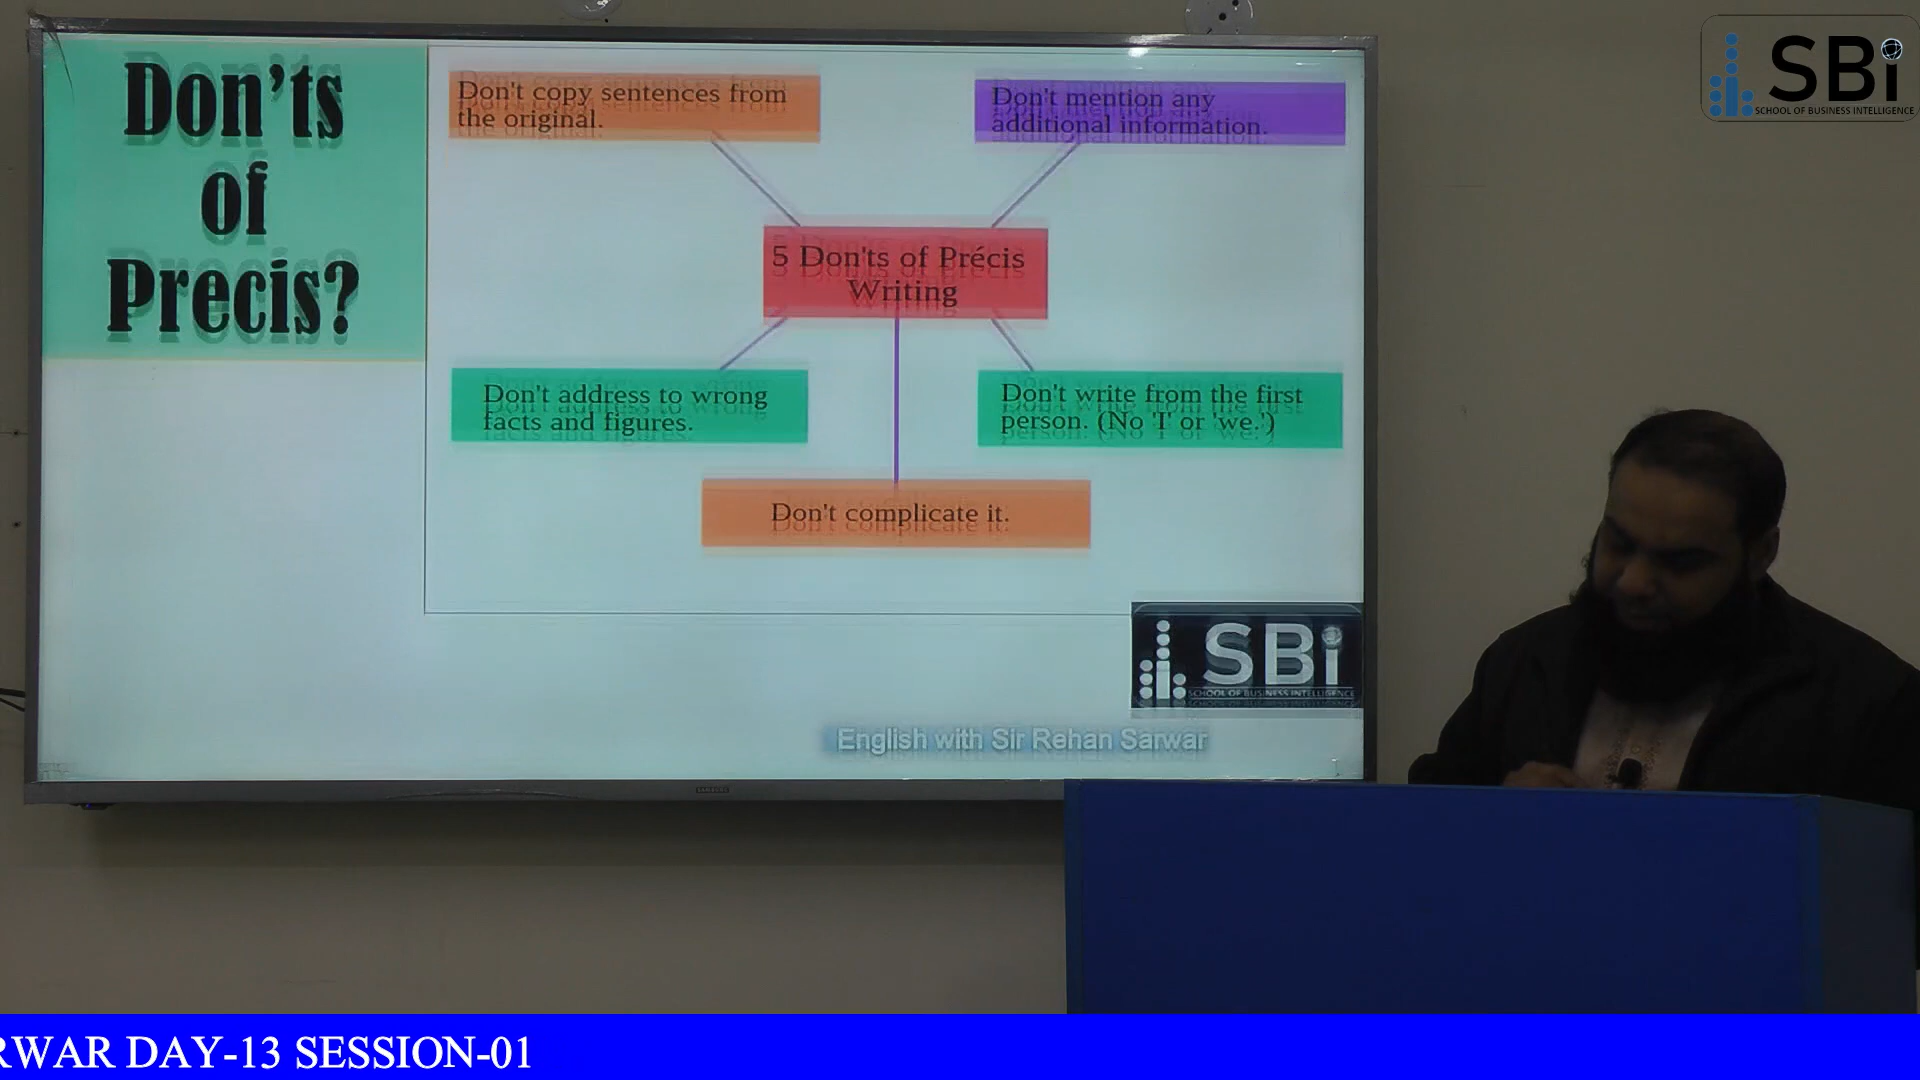 Don'ts
of
Precis?
Don't copy sentences from
the original.
Don't mention any
additional information.
5 Don'ts of Précis
Writing
Don't address to wrong
facts and figures.
Don't write from the first
person. (No 'I' or 'we.')
Don't complicate it.
SBi
SCHOOL OF BUSINESS INTELLIGENCE
English with Sir Rehan Sarwar
SAMSUNG
SBi
SCHOOL OF BUSINESS INTELLIGENCE
RWAR DAY-13 SESSION-01